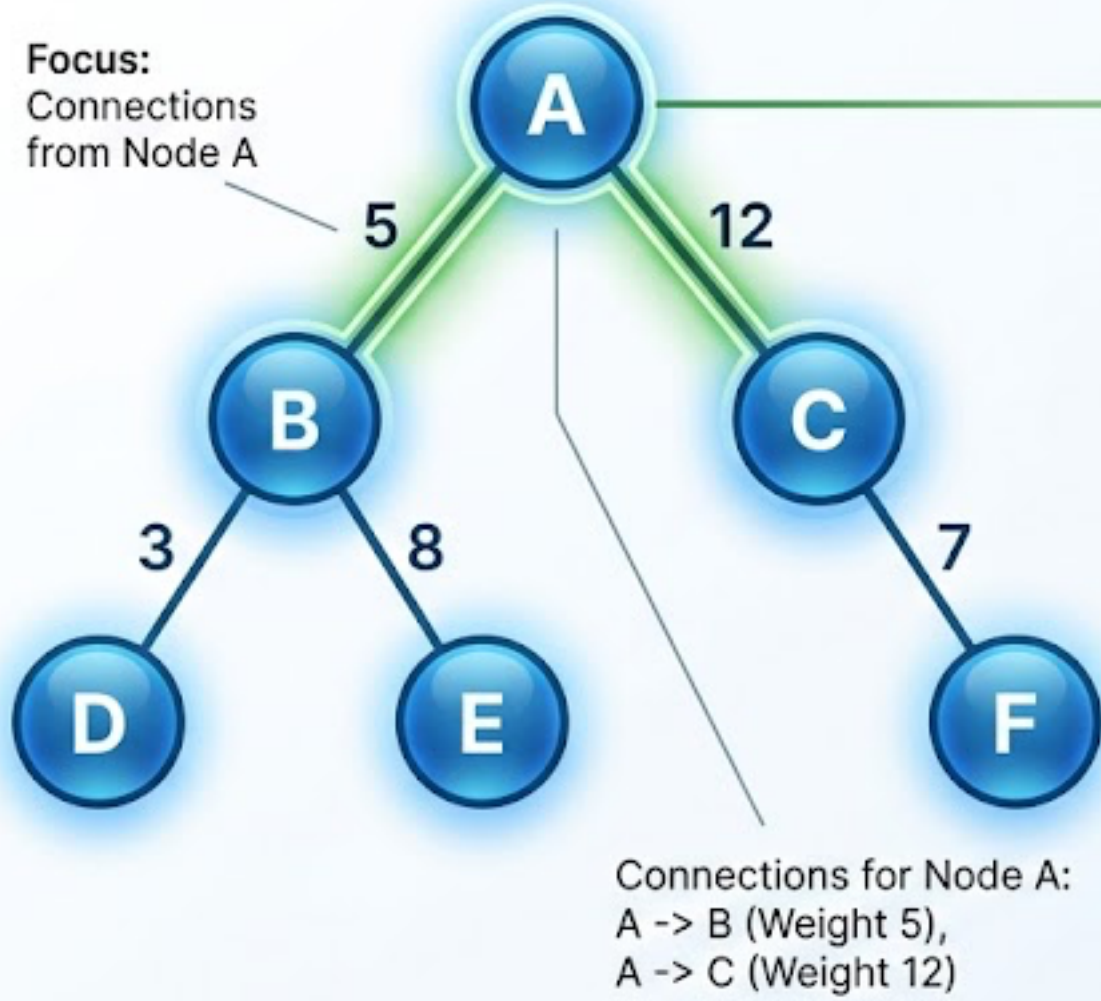 Focus:
Connections
from Node A
A
5
12
B
C
3
8
7
D
E
F
Connections for Node A:
A -> B (Weight 5),
A -> C (Weight 12)